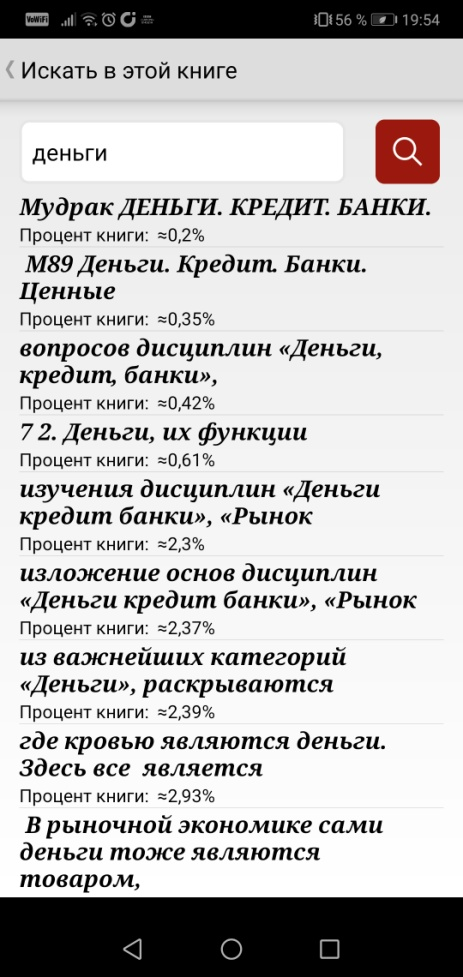 VoWiFi
56 %
19:54
Искать в этой книге
деньги
Мудрак ДЕНЬГИ. КРЕДИТ. БАНКИ.
Процент книги: ≈0,2%
М89 Деньги. Кредит. Банки.
Ценные
Процент книги: ≈0,35%
вопросов дисциплин «Деньги,
кредит, банки»,
Процент книги: ≈0,42%
7 2. Деньги, их функции
Процент книги: ≈0,61%
изучения дисциплин «Деньги
кредит банки», «Рынок
Процент книги: ≈2,3%
изложение основ дисциплин
«Деньги кредит банки», «Рынок
Процент книги: ≈2,37%
из важнейших категорий
«Деньги», раскрываются
Процент книги: ≈2,39%
где кровью являются деньги.
Здесь все является
Процент книги: ≈2,93%
В рыночной экономике сами
деньги тоже являются
товаром,